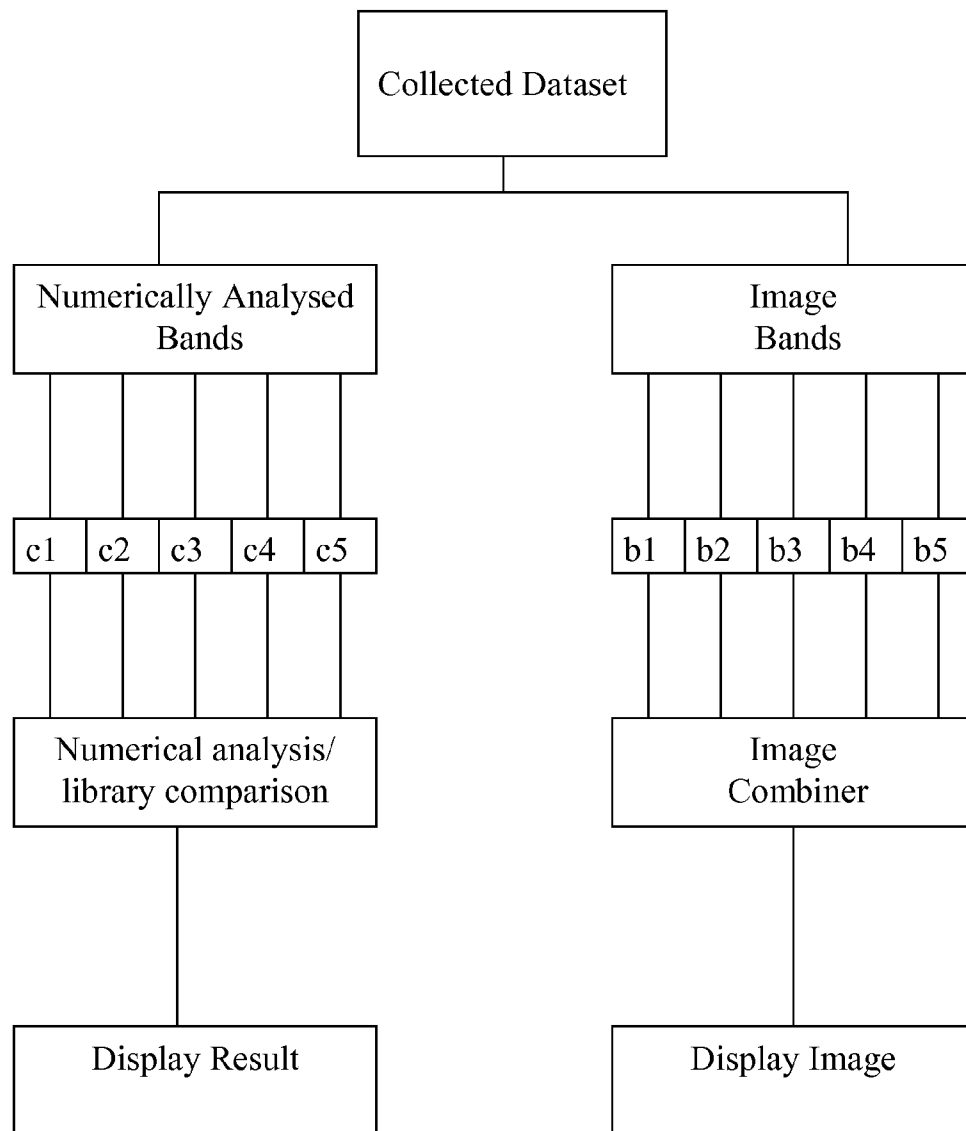 Collected Dataset
Numerically Analysed
Bands
Image
Bands
c1 c2 c3 c4 c5
b1 b2 b3 b4 b5
Numerical analysis/
library comparison
Image
Combiner
Display Result
Display Image